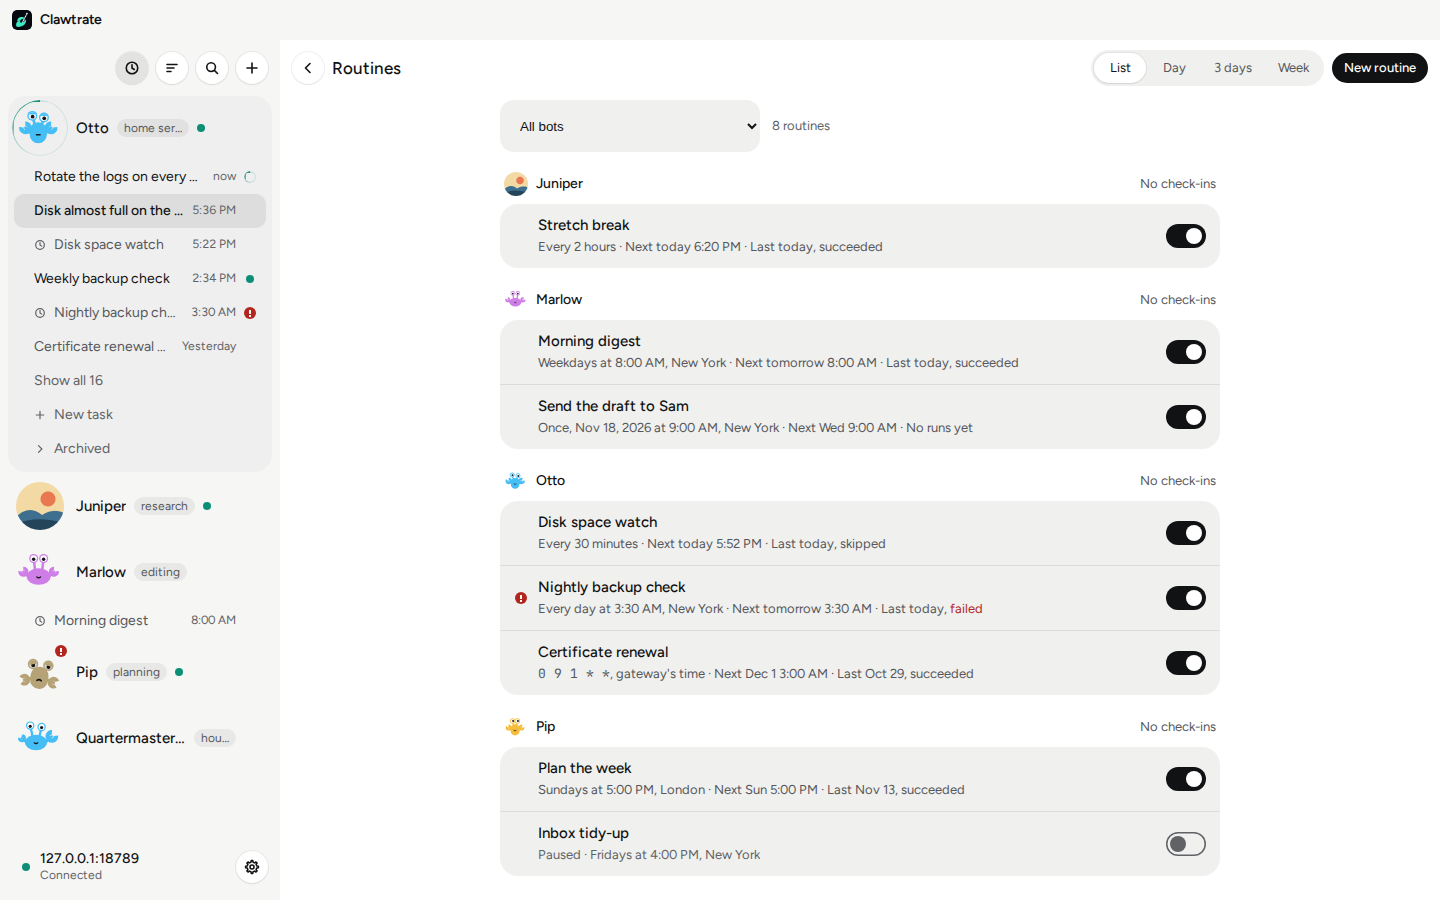 Clawtrate
Routines
List
Day
3 days
Week
New routine
Otto
home ser...
Rotate the logs on every ...
now
Disk almost full on the ...
5:36 PM
Disk space watch
5:22 PM
Weekly backup check
2:34 PM
Nightly backup ch...
3:30 AM
Certificate renewal ...
Yesterday
Show all 16
New task
Archived
Juniper
research
Marlow
editing
Morning digest
8:00 AM
Pip
planning
Quartermaster...
hou...
127.0.0.1:18789
Connected
All bots
8 routines
Juniper
No check-ins
Stretch break
Every 2 hours · Next today 6:20 PM · Last today, succeeded
Marlow
No check-ins
Morning digest
Weekdays at 8:00 AM, New York · Next tomorrow 8:00 AM · Last today, succeeded
Send the draft to Sam
Once, Nov 18, 2026 at 9:00 AM, New York · Next Wed 9:00 AM · No runs yet
Otto
No check-ins
Disk space watch
Every 30 minutes · Next today 5:52 PM · Last today, skipped
Nightly backup check
Every day at 3:30 AM, New York · Next tomorrow 3:30 AM · Last today, failed
Certificate renewal
0 9 1 * *, gateway's time · Next Dec 1 3:00 AM · Last Oct 29, succeeded
Pip
No check-ins
Plan the week
Sundays at 5:00 PM, London · Next Sun 5:00 PM · Last Nov 13, succeeded
Inbox tidy-up
Paused · Fridays at 4:00 PM, New York